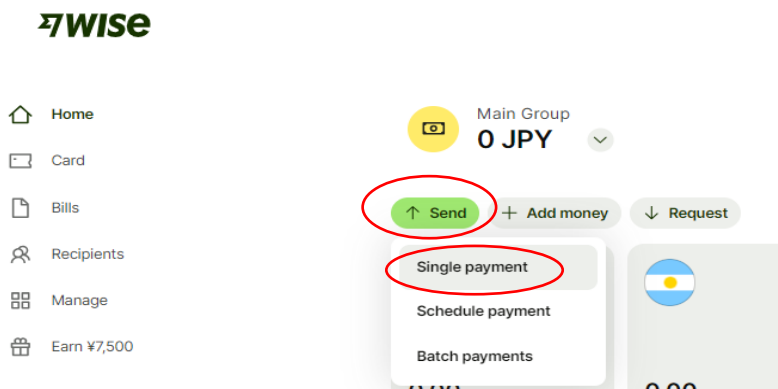 WISE
Home
Card
Bills
Recipients
Manage
Earn ¥7,500
Main Group
0 JPY
Send
Add money
Request
Single payment
Schedule payment
Batch payments